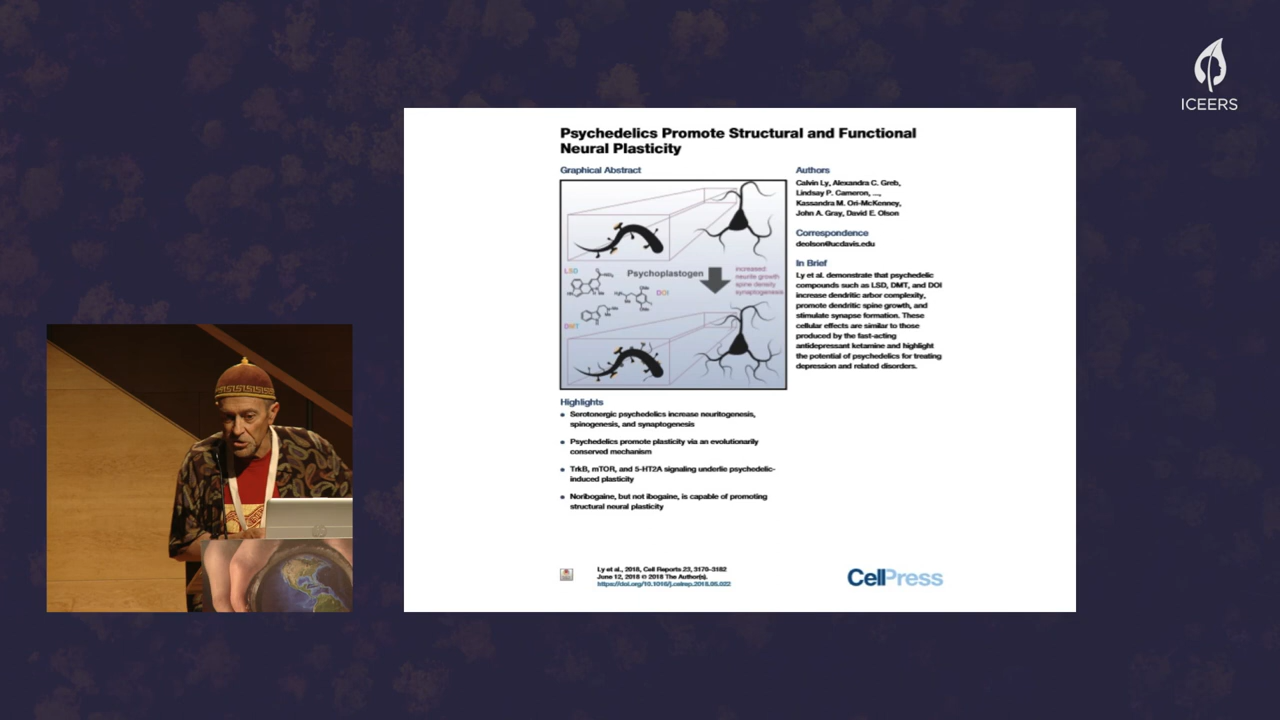 ICEERS
Psychedelics Promote Structural and Functional
Neural Plasticity
Graphical Abstract
LSD
Psychoplastogen
DOI
DMT
increased
neurite growth
spine density
synaptogenesis
Authors
Calvin Ly, Alexandra C. Greb,
Lindsay P. Cameron, ...,
Kassandra M. Ori-McKenney,
John A. Gray, David E. Olson
Correspondence
deolson@ucdavis.edu
In Brief
Ly et al. demonstrate that psychedelic
compounds such as LSD, DMT, and DOI
increase dendritic arbor complexity,
promote dendritic spine growth, and
stimulate synapse formation. These
cellular effects are similar to those
produced by the fast-acting
antidepressant ketamine and highlight
the potential of psychedelics for treating
depression and related disorders.
Highlights
• Serotonergic psychedelics increase neuritogenesis,
spinogenesis, and synaptogenesis
• Psychedelics promote plasticity via an evolutionarily
conserved mechanism
• TrkB, mTOR, and 5-HT2A signaling underlie psychedelic-
induced plasticity
• Noribogaine, but not ibogaine, is capable of promoting
structural neural plasticity
Ly et al., 2018, Cell Reports 23, 3170–3182
June 12, 2018 © 2018 The Author(s).
https://doi.org/10.1016/j.celrep.2018.05.022
CellPress